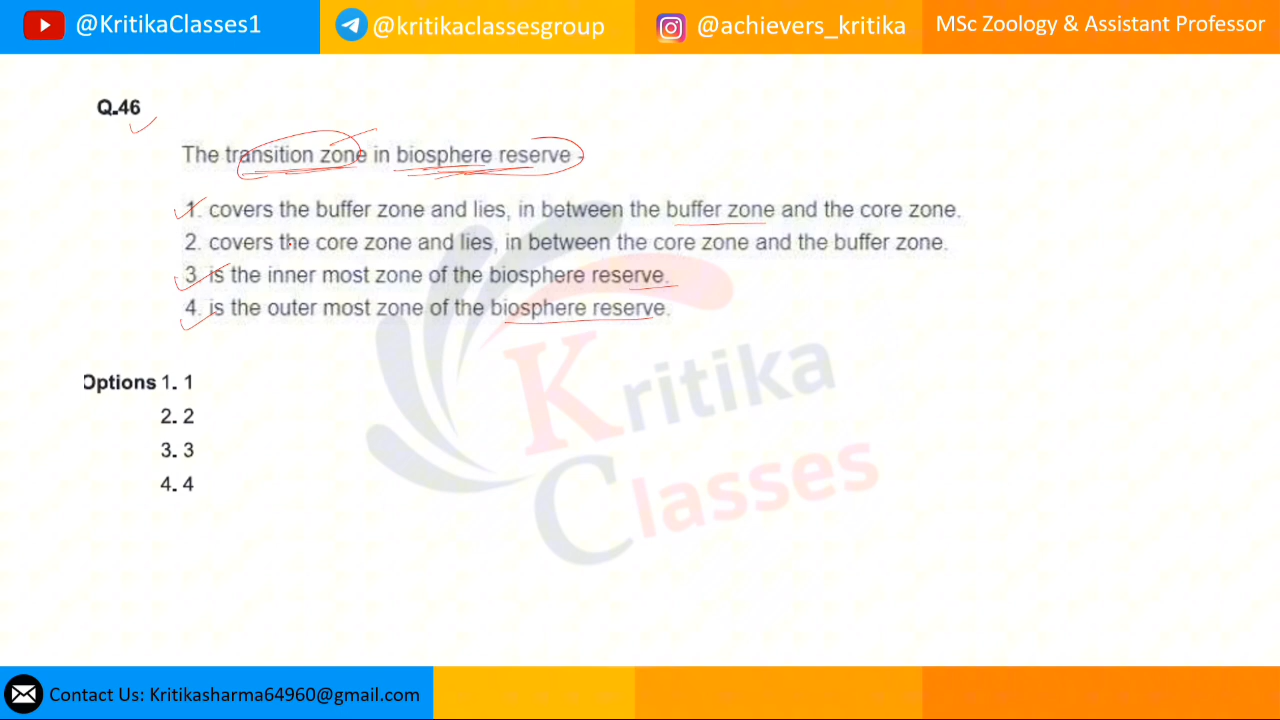 @KritikaClasses1
@kritikaclassesgroup
@achievers_kritika
MSc Zoology & Assistant Professor
Q.46
The transition zone in biosphere reserve -
1. covers the buffer zone and lies, in between the buffer zone and the core zone.
2. covers the core zone and lies, in between the core zone and the buffer zone.
3. is the inner most zone of the biosphere reserve.
4. is the outer most zone of the biosphere reserve.
Options 1. 1
2. 2
3. 3
4. 4
Kritika
Classes
Contact Us: Kritikasharma64960@gmail.com